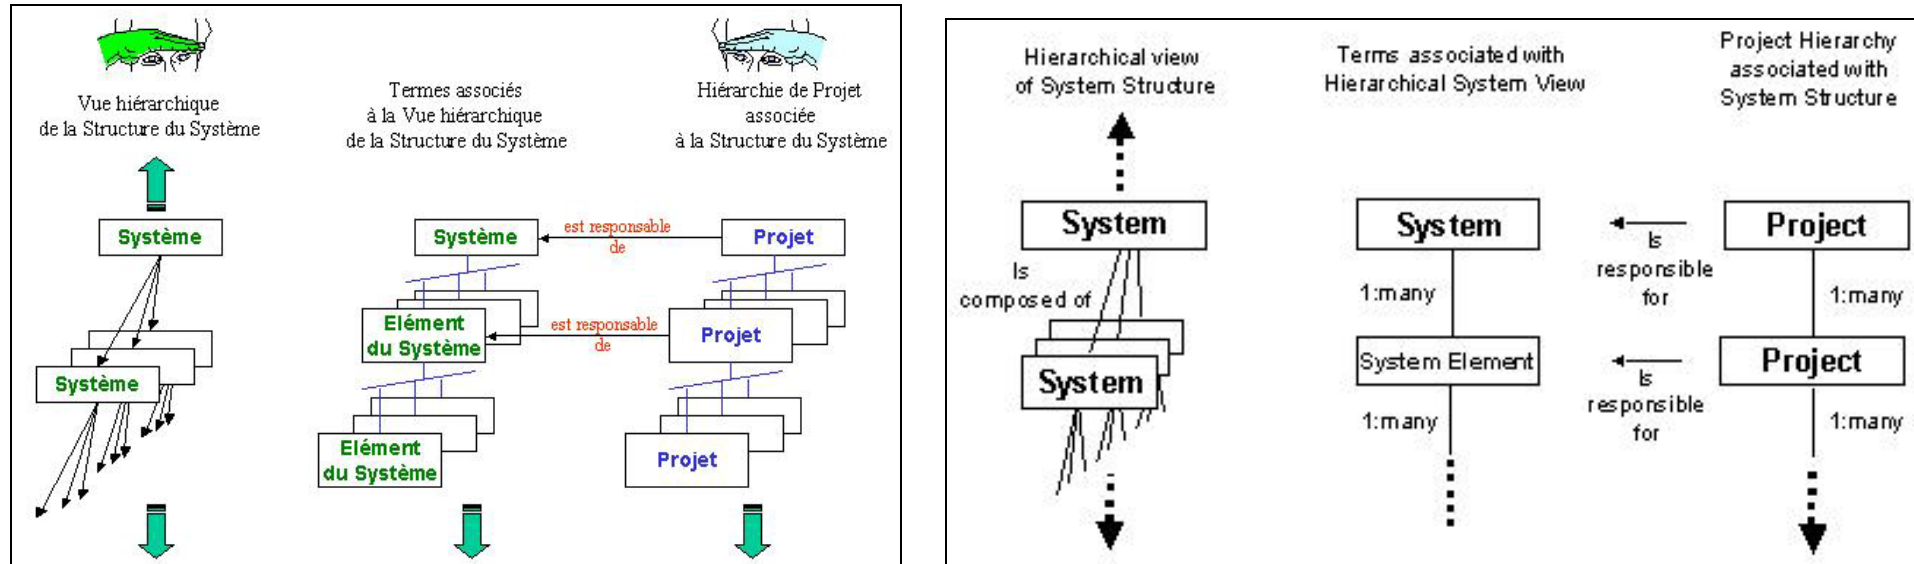 Vue hiérarchique
de la Structure du Système
Termes associés
à la Vue hiérarchique
de la Structure du Système
Hiérarchie de Projet
associée
à la Structure du Système
Système
Système
Système
est responsable
de
Projet
Elément
du Système
est responsable
de
Projet
Elément
du Système
Projet
Hierarchical view
of System Structure
Terms associated with
Hierarchical System View
Project Hierarchy
associated with
System Structure
System
Is
composed of
System
System
1:many
System Element
1:many
Is
responsible
for
Is
responsible
for
Project
1:many
Project
1:many